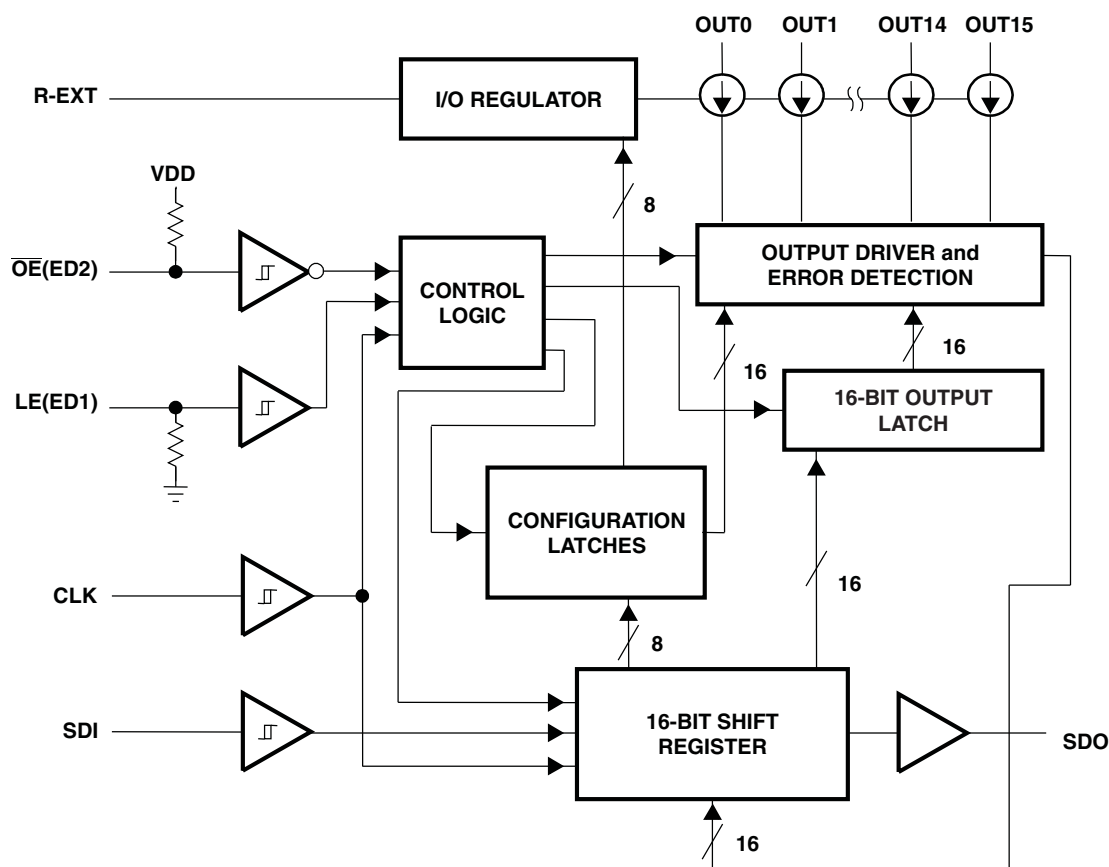 OUT0 OUT1 OUT14 OUT15
R-EXT
I/O REGULATOR
VDD
8
OE(ED2)
CONTROL
LOGIC
OUTPUT DRIVER and
ERROR DETECTION
16
16
LE(ED1)
16-BIT OUTPUT
LATCH
CONFIGURATION
LATCHES
CLK
16
8
SDI
16-BIT SHIFT
REGISTER
SDO
16